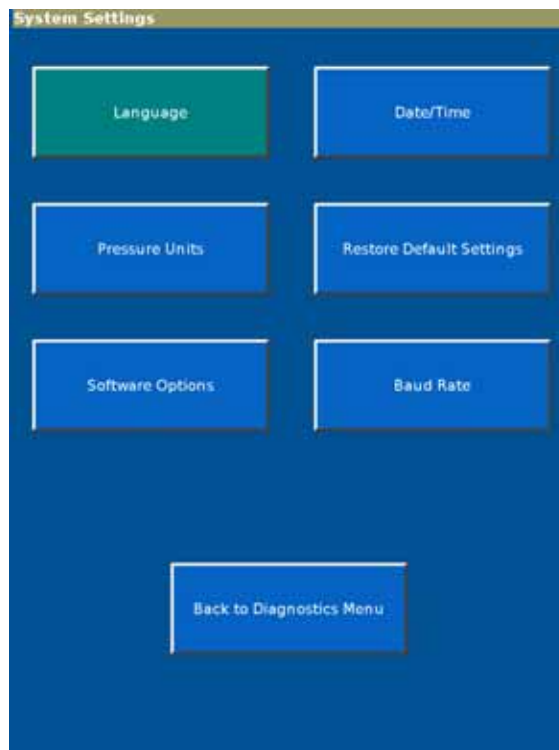 System Settings
Language
Date/Time
Pressure Units
Restore Default Settings
Software Options
Baud Rate
Back to Diagnostics Menu